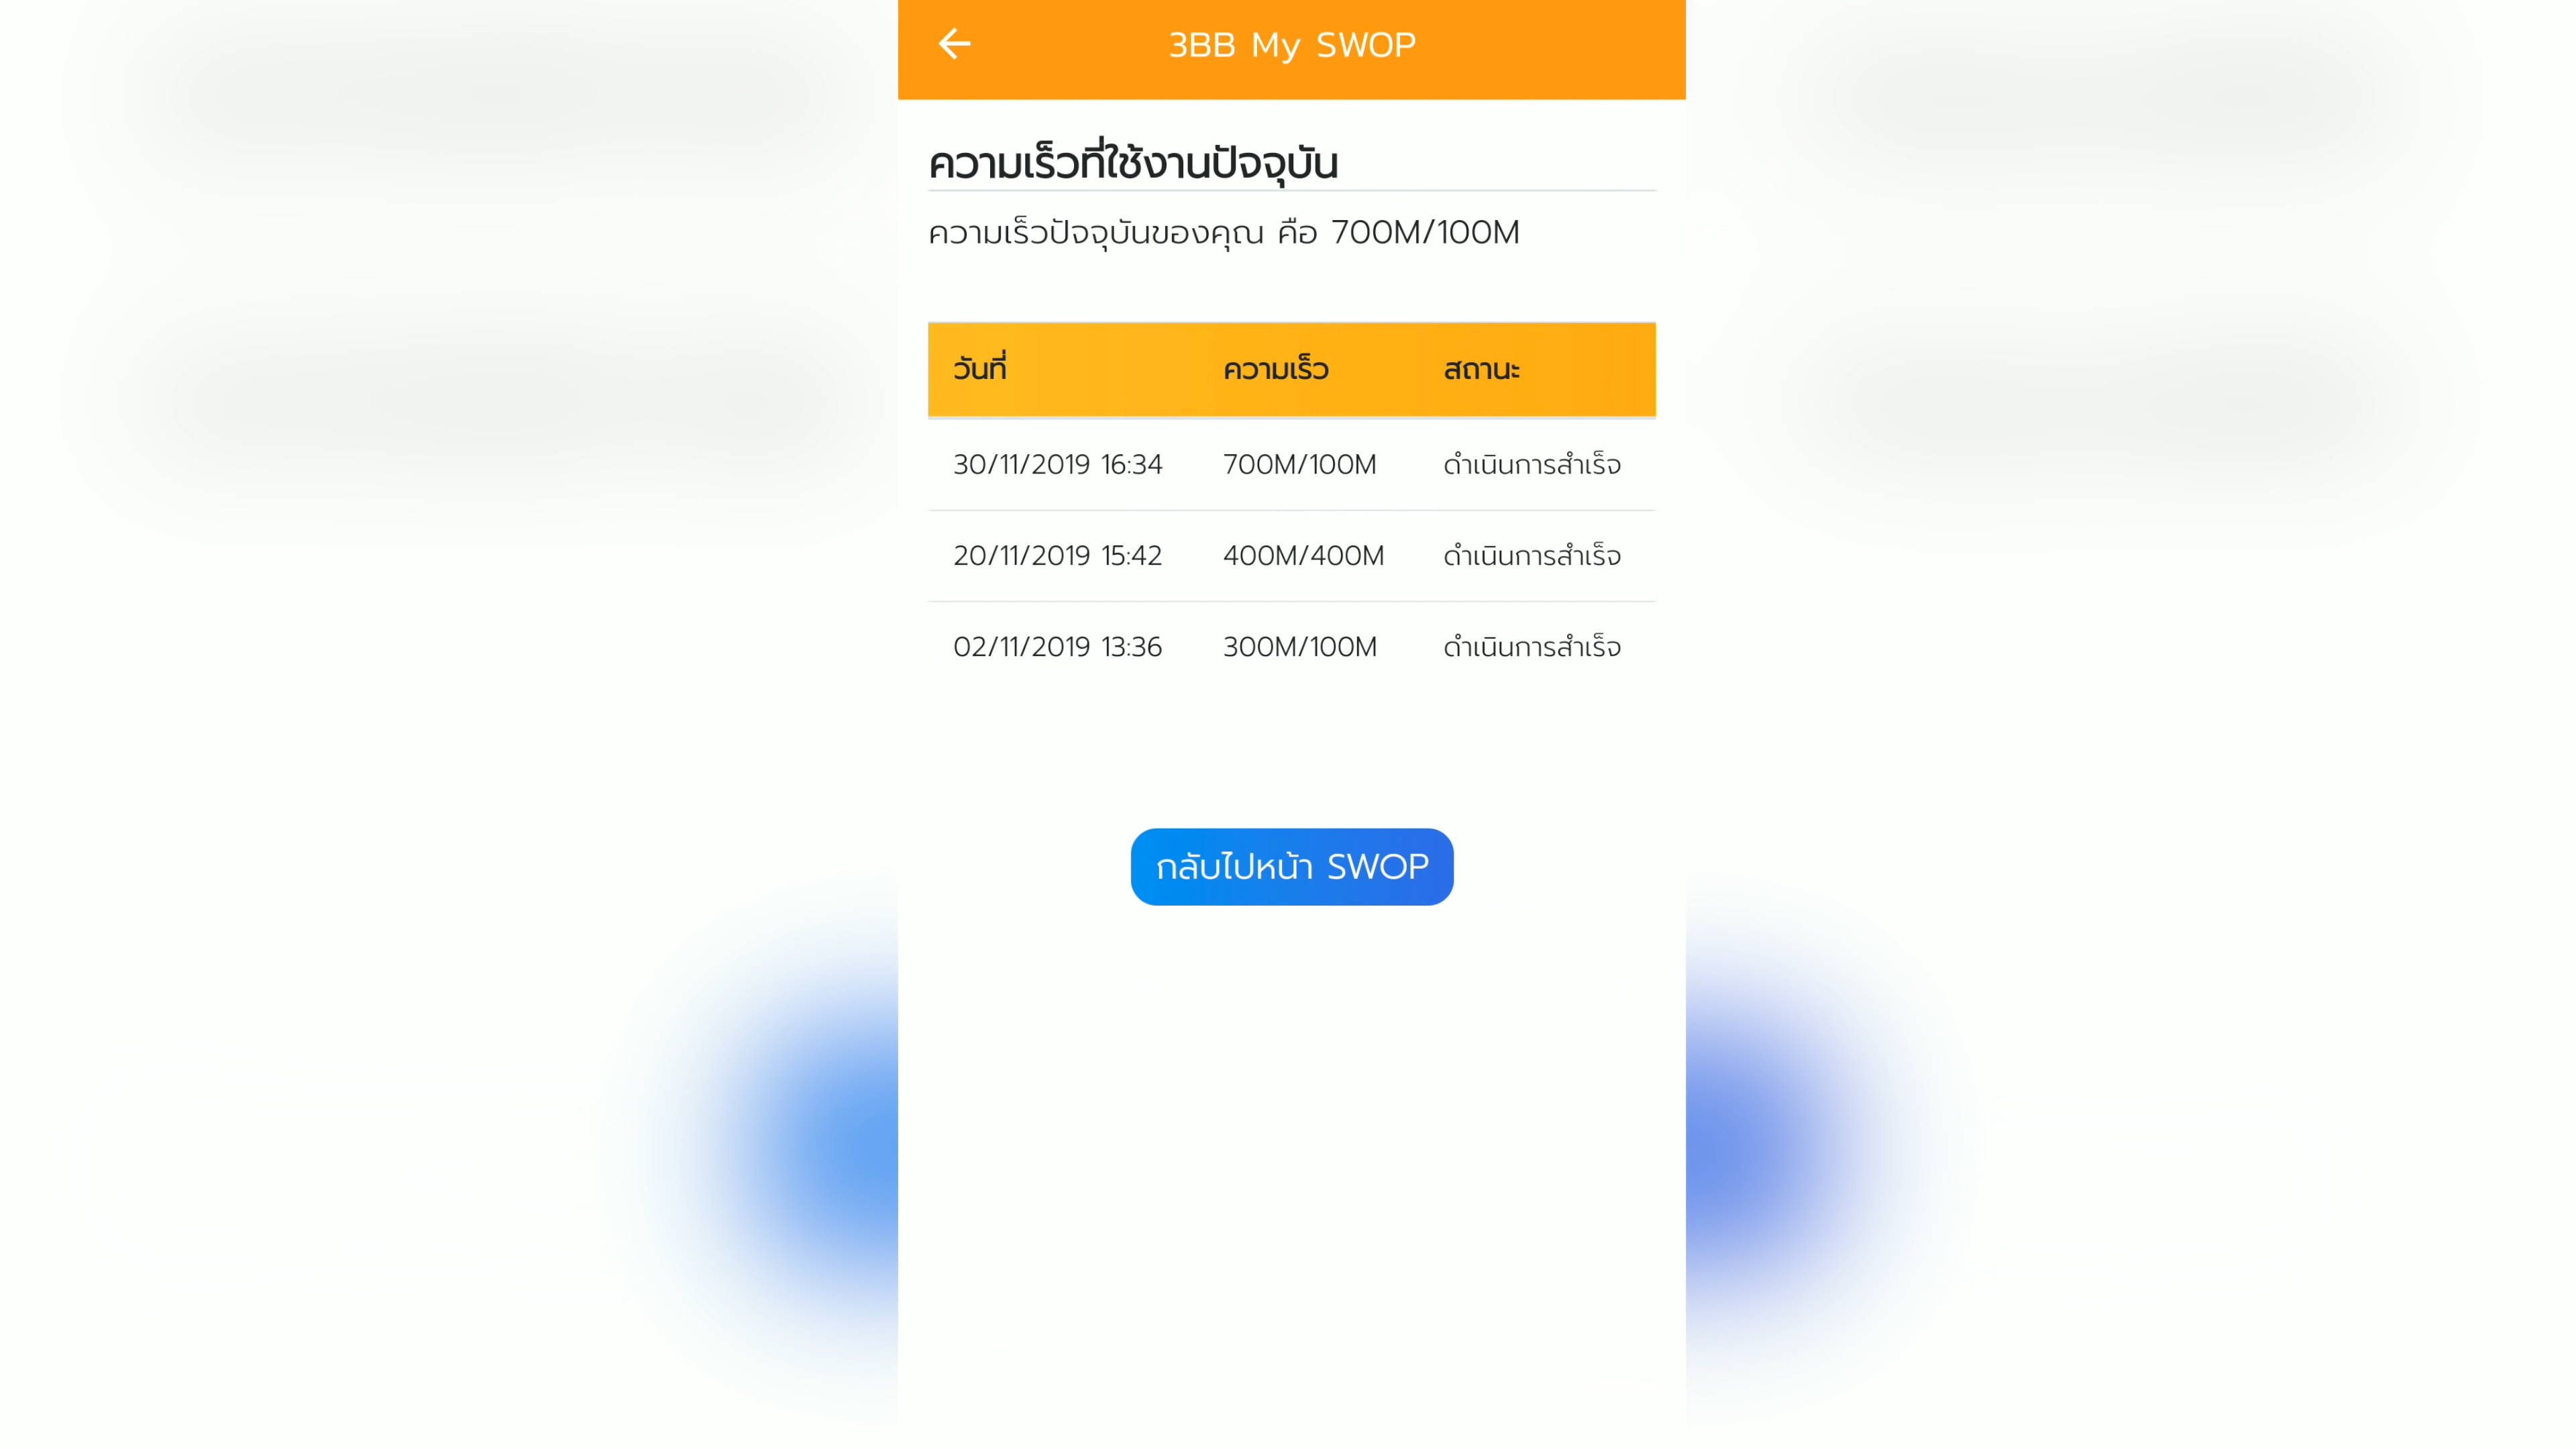 3BB My SWOP
ความเร็วที่ใช้งานปัจจุบัน
ความเร็วปัจจุบันของคุณ คือ 700M/100M
วันที่ ความเร็ว สถานะ
30/11/2019 16:34 700M/100M ดำเนินการสำเร็จ
20/11/2019 15:42 400M/400M ดำเนินการสำเร็จ
02/11/2019 13:36 300M/100M ดำเนินการสำเร็จ
กลับไปหน้า SWOP